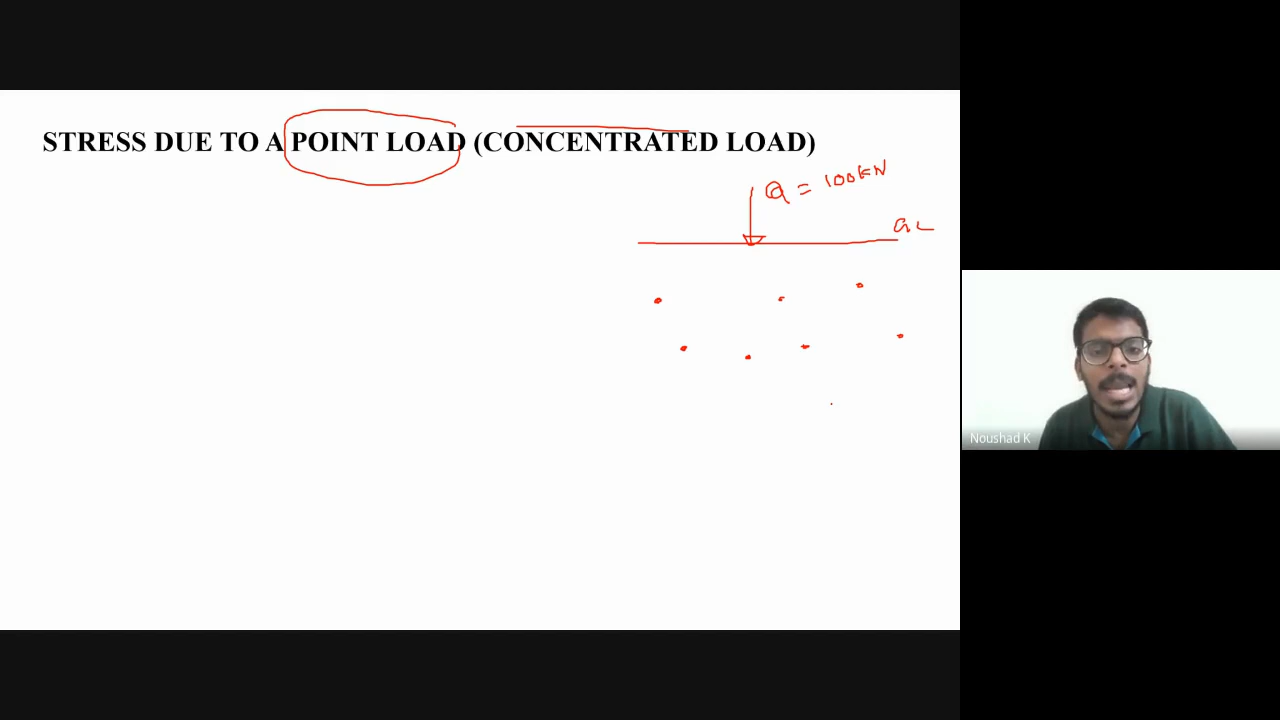 STRESS DUE TO A POINT LOAD (CONCENTRATED LOAD)
Q = 100KN
GL
Noushad K